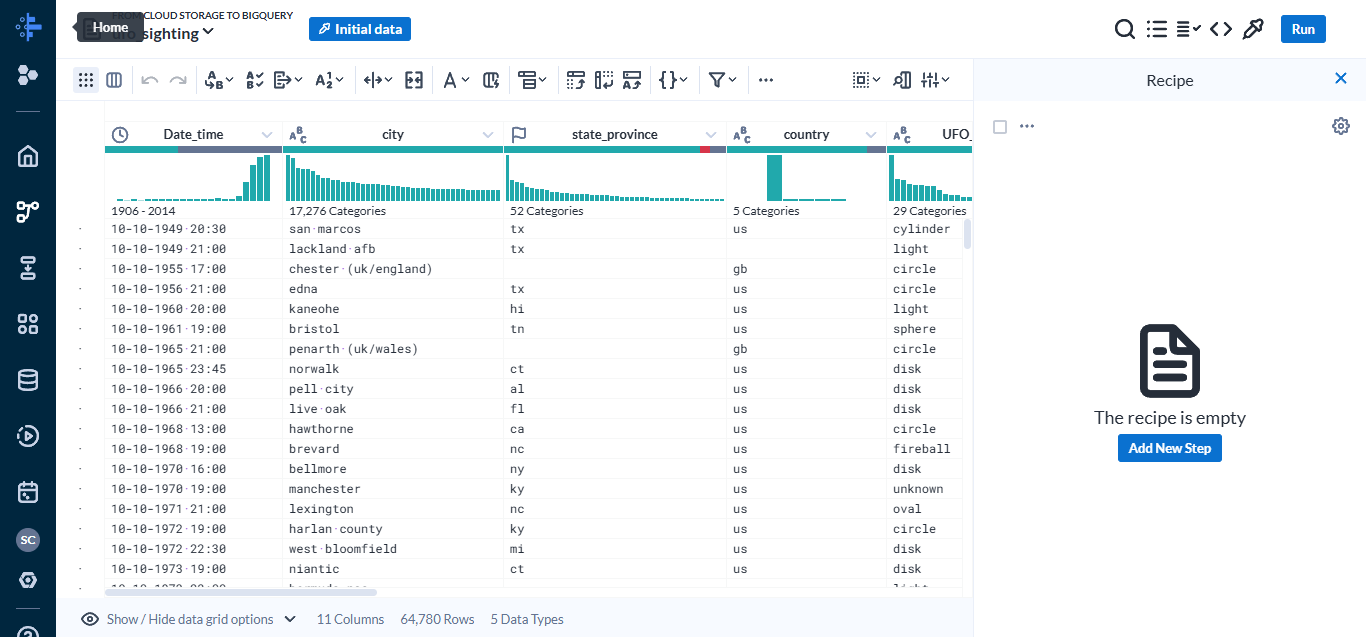 Home
FROM CLOUD STORAGE TO BIGQUERY
ufo_sighting
Initial data
Run
Recipe
Date_time
city
state_province
country
UFO_
1906 - 2014
17,276 Categories
52 Categories
5 Categories
29 Categories
10-10-1949·20:30 san·marcos tx us cylinder
10-10-1949·21:00 lackland·afb tx light
10-10-1955·17:00 chester·(uk/england) gb circle
10-10-1956·21:00 edna tx us circle
10-10-1960·20:00 kaneohe hi us light
10-10-1961·19:00 bristol tn us sphere
10-10-1965·21:00 penarth·(uk/wales) gb circle
10-10-1965·23:45 norwalk ct us disk
10-10-1966·20:00 pell·city al us disk
10-10-1966·21:00 live·oak fl us disk
10-10-1968·13:00 hawthorne ca us circle
10-10-1968·19:00 brevard nc us fireball
10-10-1970·16:00 bellmore ny us disk
10-10-1970·19:00 manchester ky us unknown
10-10-1971·21:00 lexington nc us oval
10-10-1972·19:00 harlan·county ky us circle
10-10-1972·22:30 west·bloomfield mi us disk
10-10-1973·19:00 niantic ct us disk
The recipe is empty
Add New Step
SC
Show / Hide data grid options
11 Columns
64,780 Rows
5 Data Types